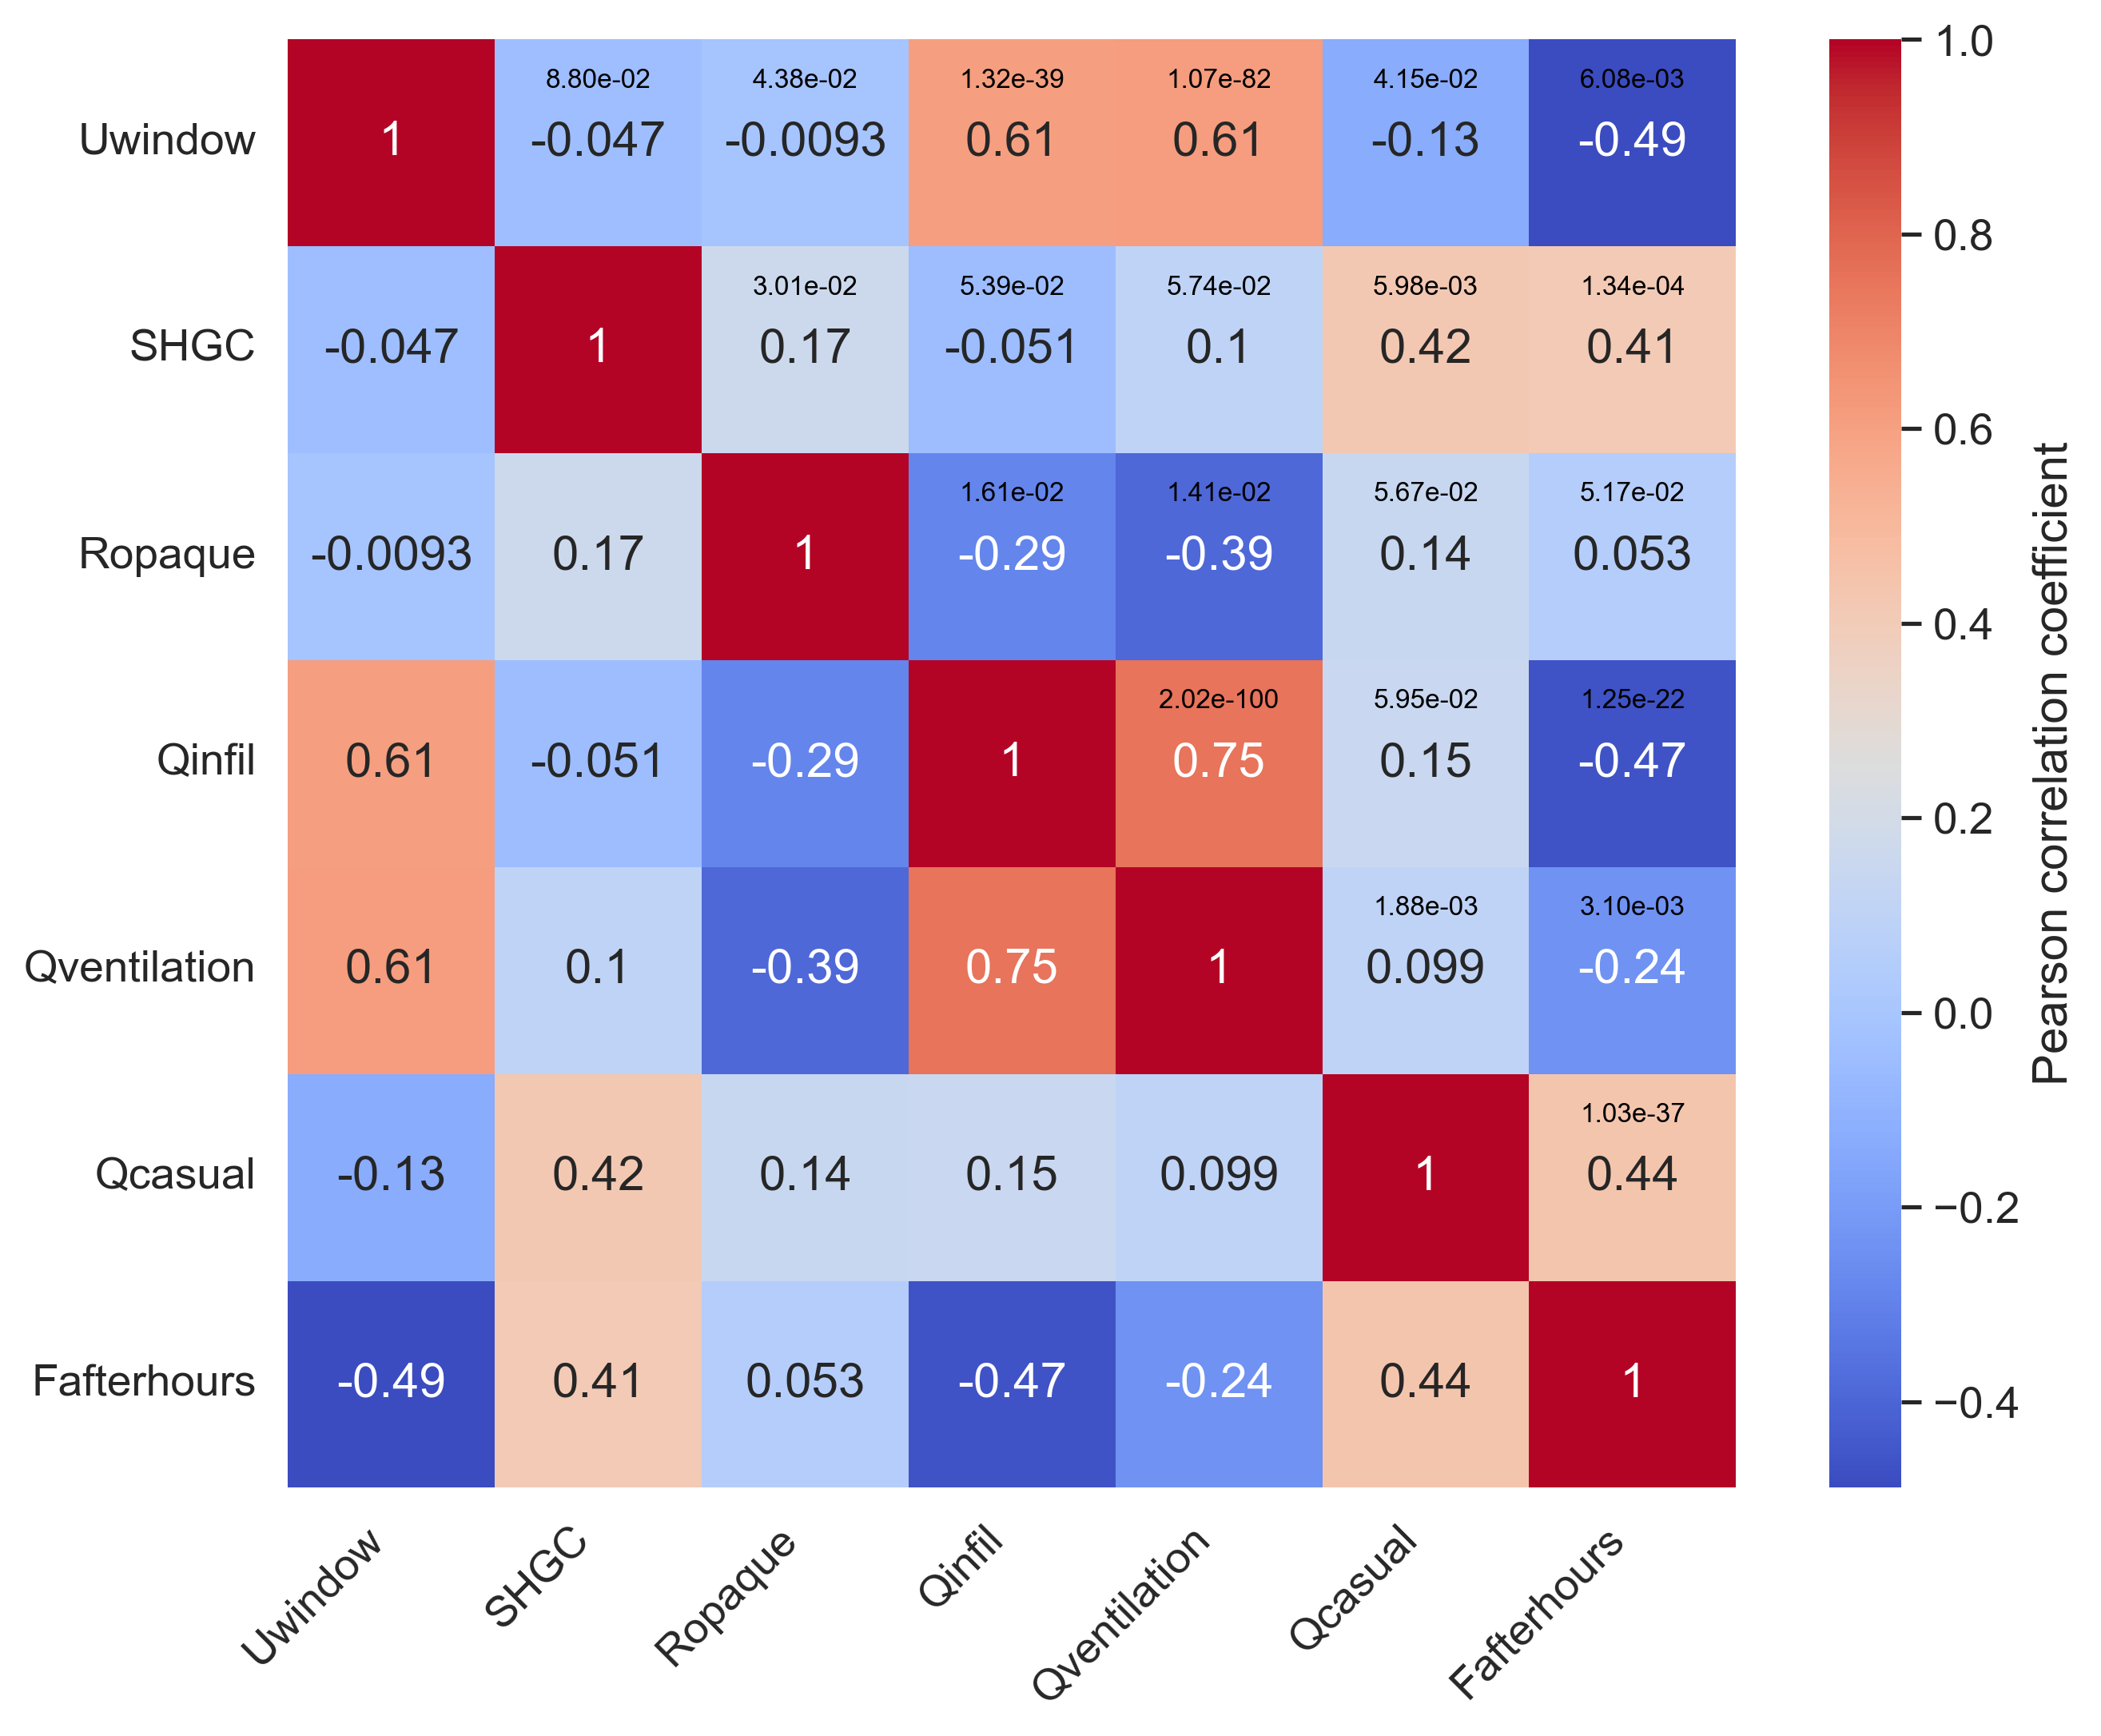 8.80e-02 4.38e-02 1.32e-39 1.07e-82 4.15e-02 6.08e-03
Uwindow 1 -0.047 -0.0093 0.61 0.61 -0.13 -0.49
3.01e-02 5.39e-02 5.74e-02 5.98e-03 1.34e-04
SHGC -0.047 1 0.17 -0.051 0.1 0.42 0.41
1.61e-02 1.41e-02 5.67e-02 5.17e-02
Ropaque -0.0093 0.17 1 -0.29 -0.39 0.14 0.053
2.02e-100 5.95e-02 1.25e-22
Qinfil 0.61 -0.051 -0.29 1 0.75 0.15 -0.47
1.88e-03 3.10e-03
Qventilation 0.61 0.1 -0.39 0.75 1 0.099 -0.24
1.03e-37
Qcasual -0.13 0.42 0.14 0.15 0.099 1 0.44
Fafterhours -0.49 0.41 0.053 -0.47 -0.24 0.44 1
Uwindow SHGC Ropaque Qinfil Qventilation Qcasual Fafterhours
1.0
0.8
0.6
0.4
0.2
0.0
−0.2
−0.4
Pearson correlation coefficient